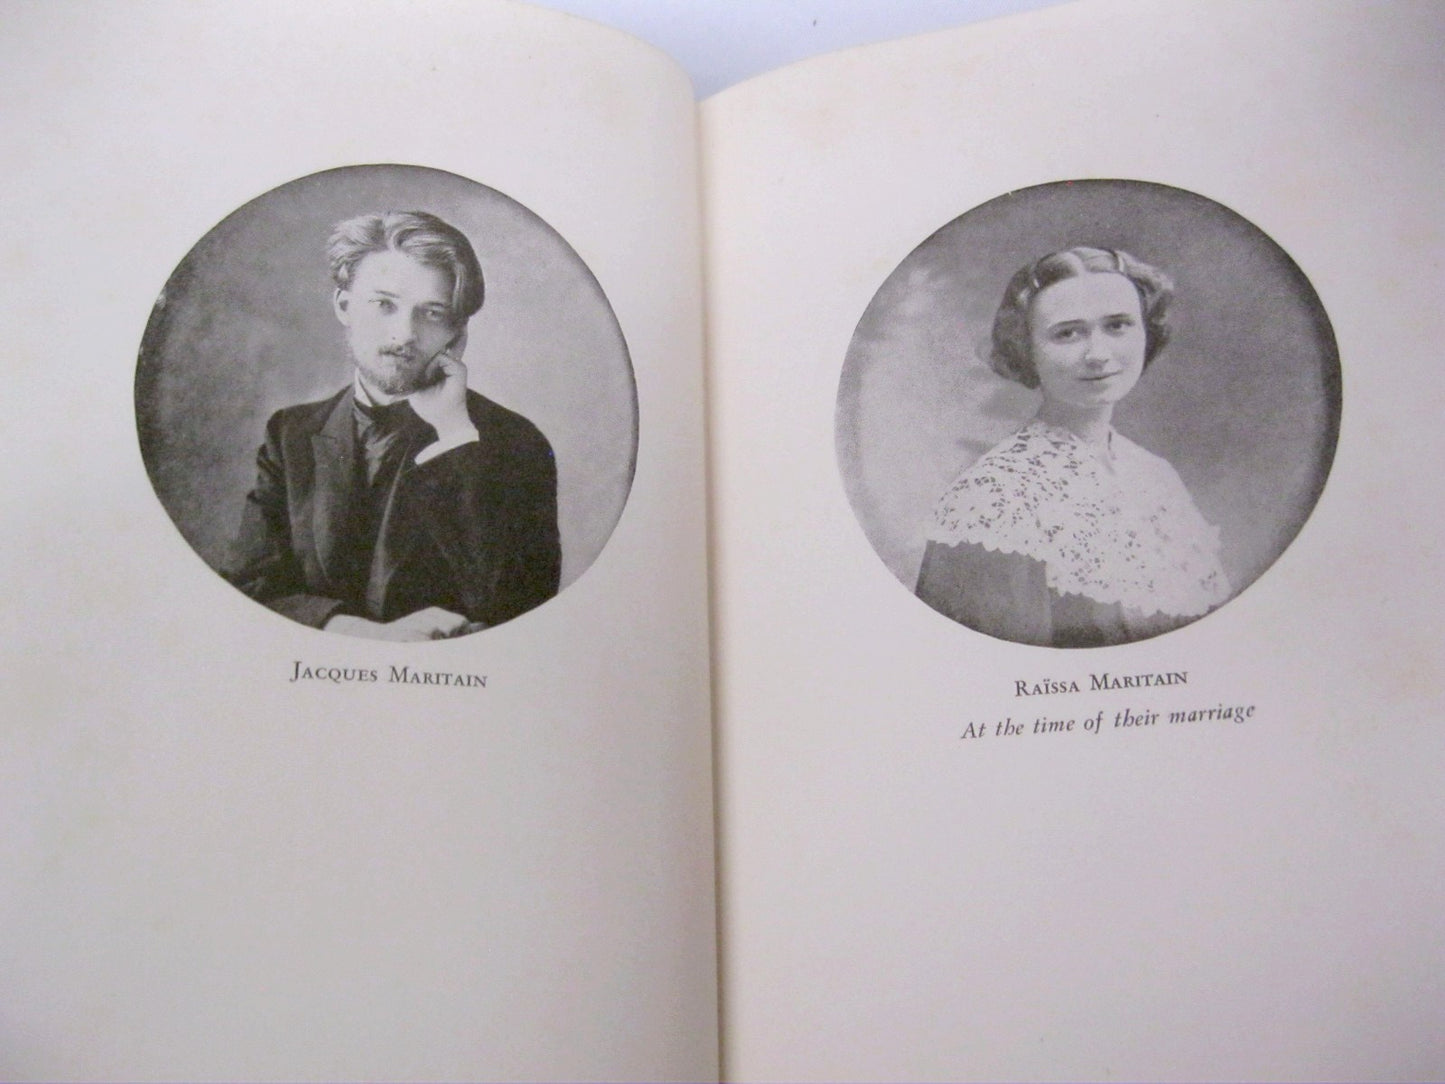 Jacques Maritain
Raïssa Maritain
At the time of their marriage